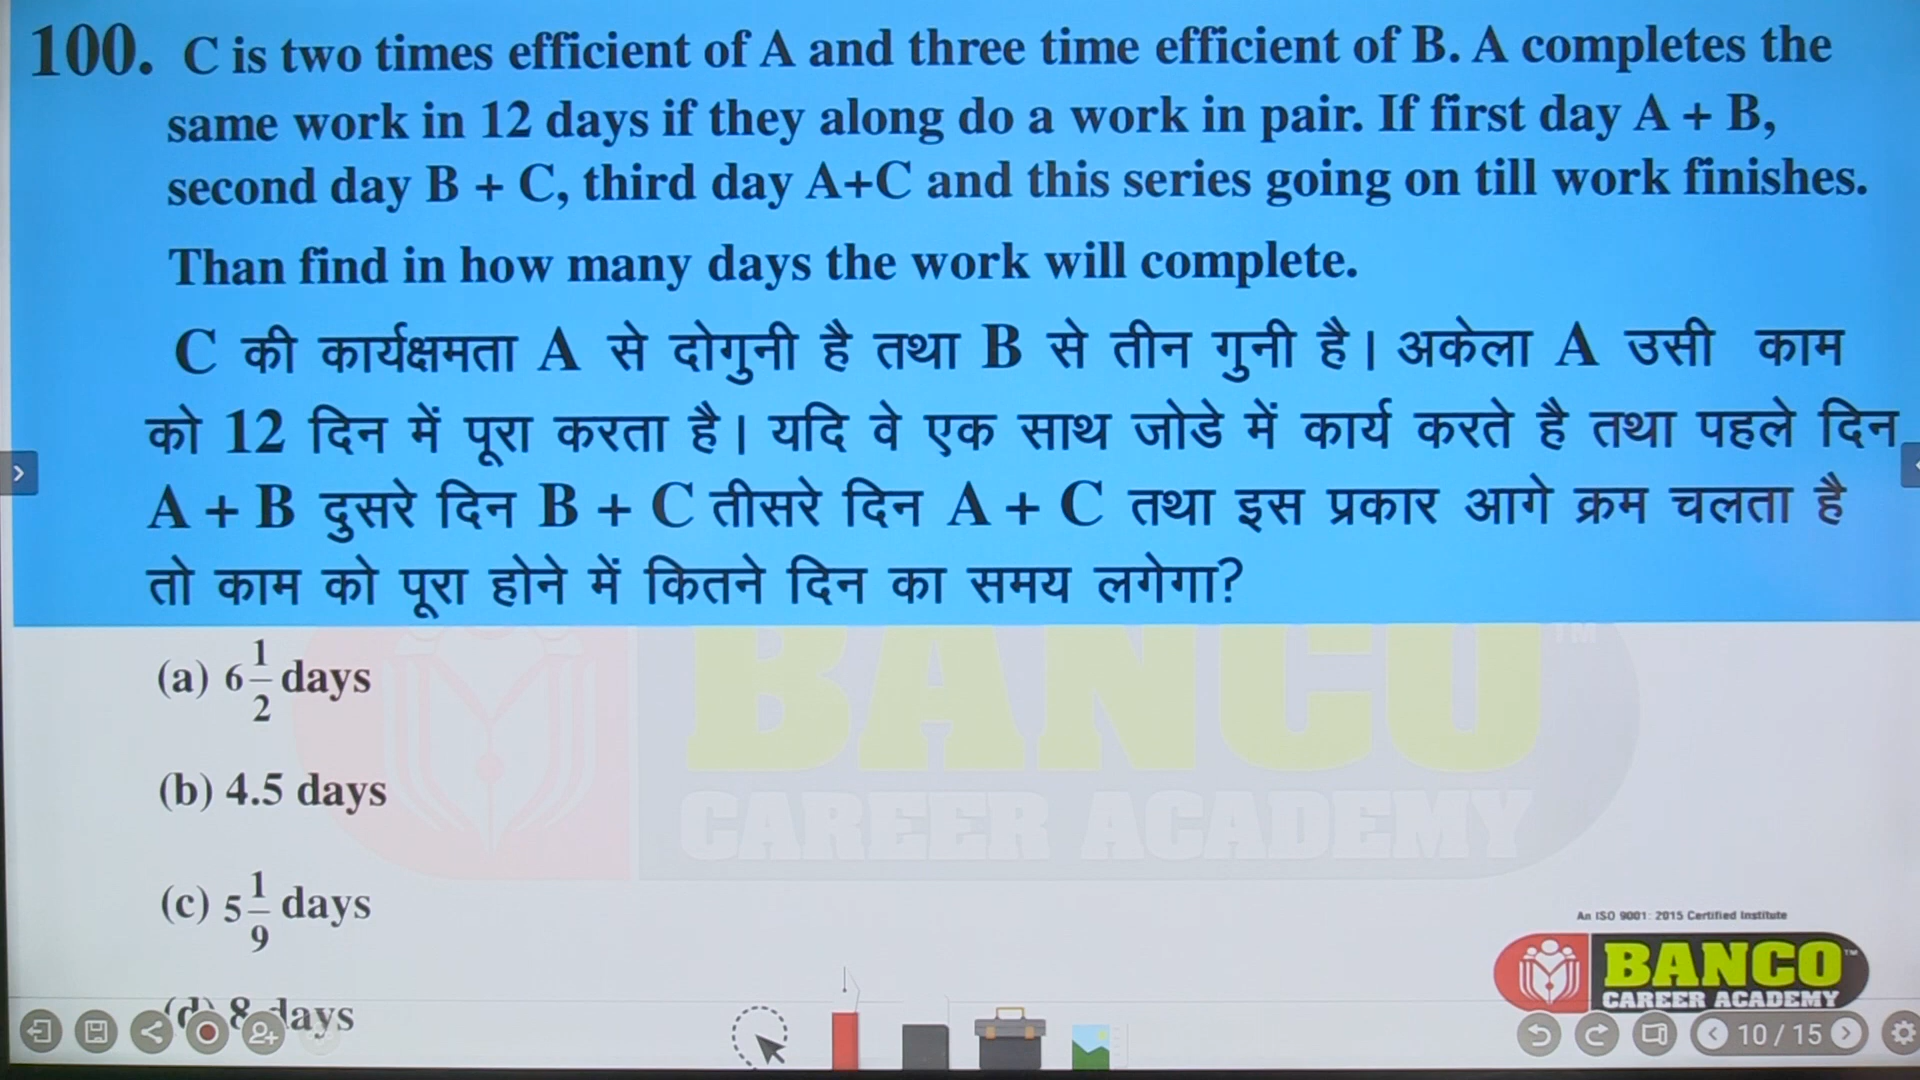 100. C is two times efficient of A and three time efficient of B. A completes the
same work in 12 days if they along do a work in pair. If first day A + B,
second day B + C, third day A+C and this series going on till work finishes.
Than find in how many days the work will complete.
C की कार्यक्षमता A से दोगुनी है तथा B से तीन गुनी है। अकेला A उसी काम
को 12 दिन में पूरा करता है। यदि वे एक साथ जोडे में कार्य करते है तथा पहले दिन
A + B दुसरे दिन B + C तीसरे दिन A + C तथा इस प्रकार आगे क्रम चलता है
तो काम को पूरा होने में कितने दिन का समय लगेगा?
BANCO TM
CAREER ACADEMY
(a) 6 1/2 days
(b) 4.5 days
(c) 5 1/9 days
(d) 8 days
An ISO 9001: 2015 Certified Institute
BANCO TM
CAREER ACADEMY
10 / 15